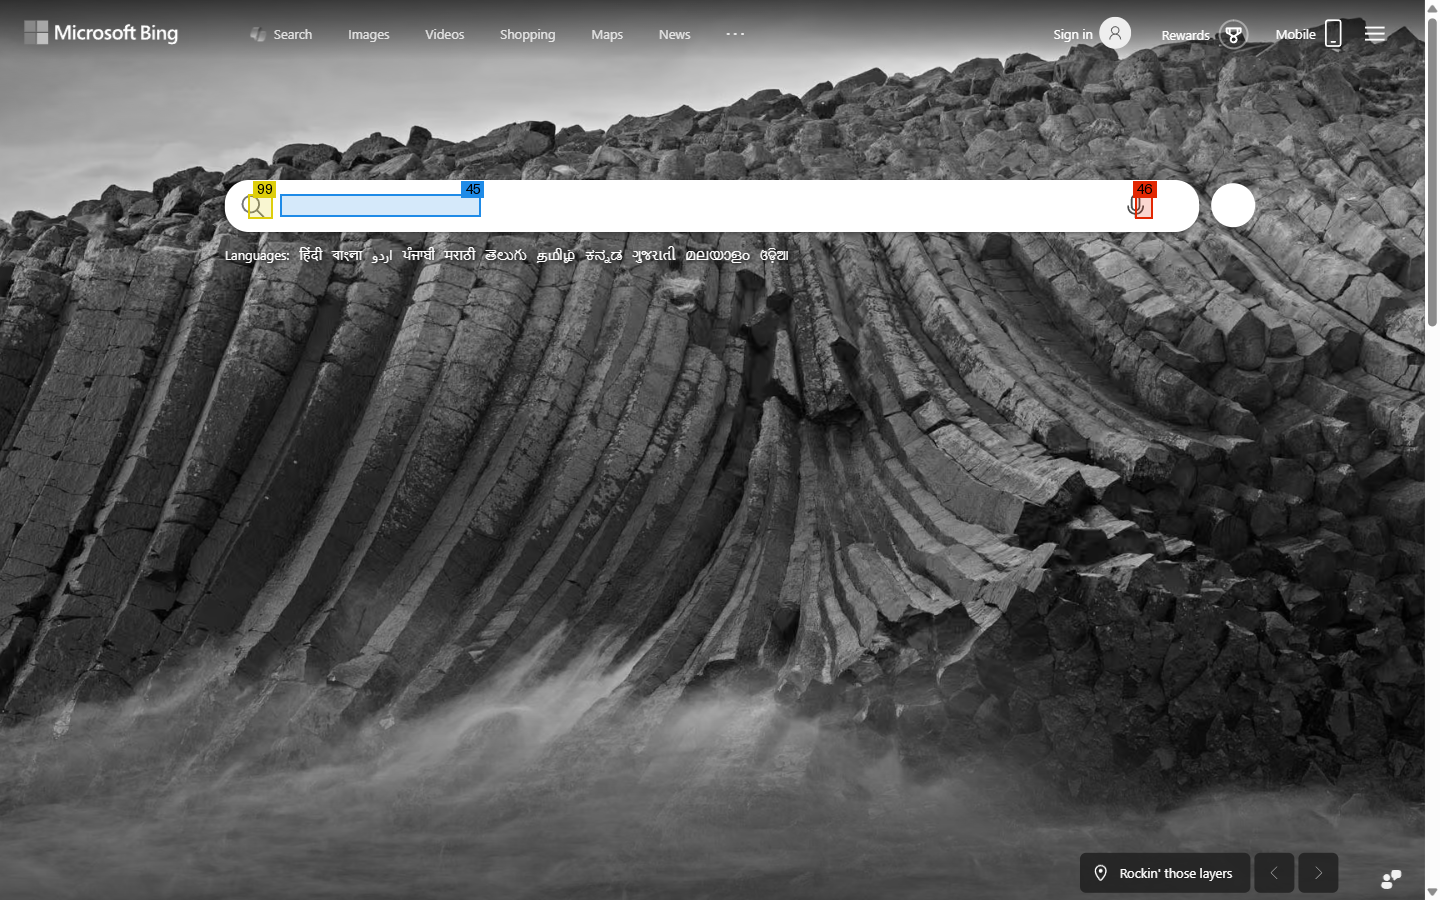 Microsoft Bing
Search Images Videos Shopping Maps News
Sign in Rewards Mobile
99 45 46
Languages: हिंदी বাংলা اردو ਪੰਜਾਬੀ मराठी తెలుగు தமிழ் ಕನ್ನಡ ગુજરાતી മലയാളം ଓଡ଼ିଆ
Rockin' those layers